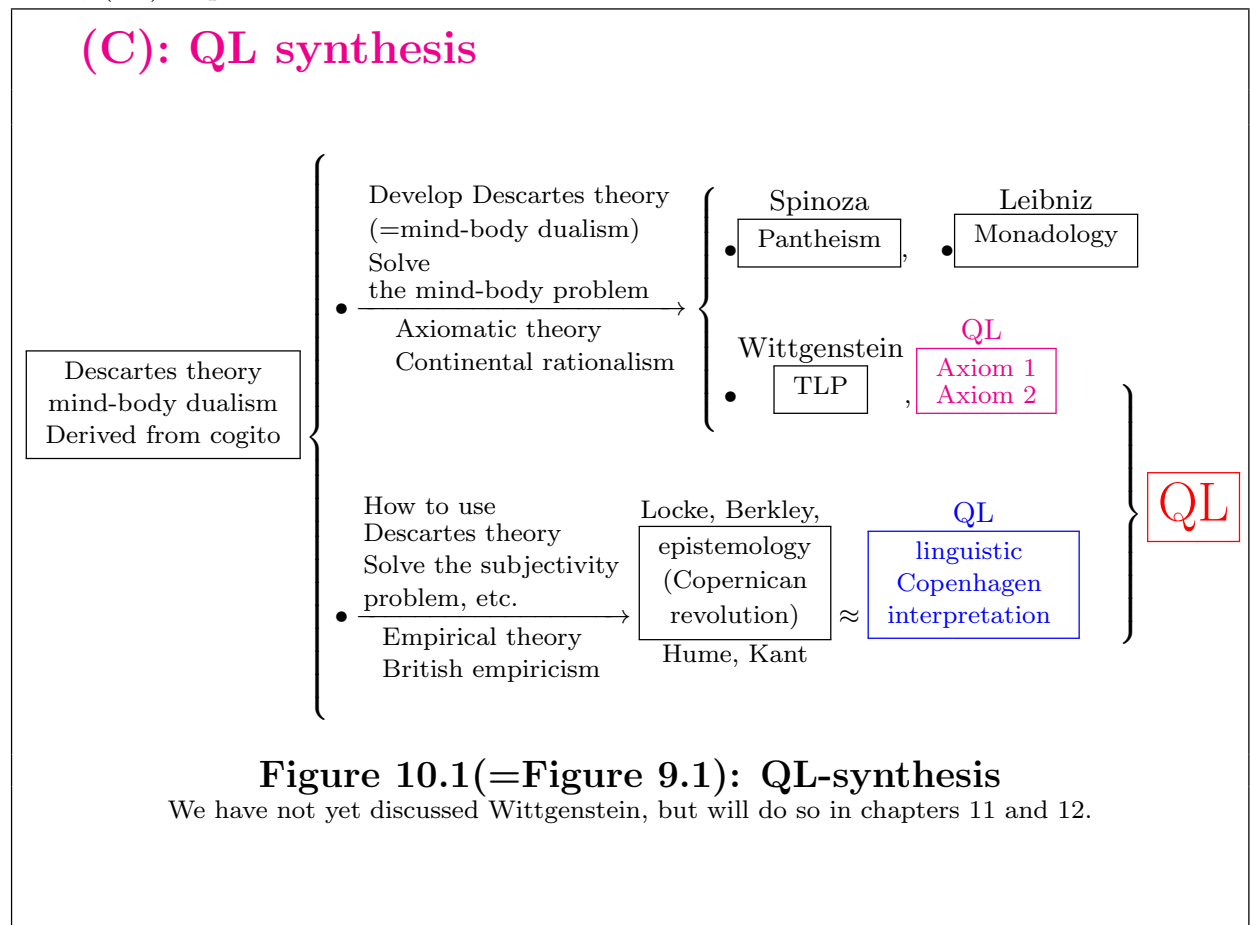 (C): QL synthesis
Descartes theory
mind-body dualism
Derived from cogito
Develop Descartes theory
(=mind-body dualism)
Solve
the mind-body problem
Axiomatic theory
Continental rationalism
Spinoza
• Pantheism,
Leibniz
• Monadology
Wittgenstein
• TLP ,
QL
Axiom 1
Axiom 2
How to use
Descartes theory
Solve the subjectivity
problem, etc.
Empirical theory
British empiricism
Locke, Berkley,
epistemology
(Copernican
revolution)
Hume, Kant
≈
QL
linguistic
Copenhagen
interpretation
QL
Figure 10.1(=Figure 9.1): QL-synthesis
We have not yet discussed Wittgenstein, but will do so in chapters 11 and 12.